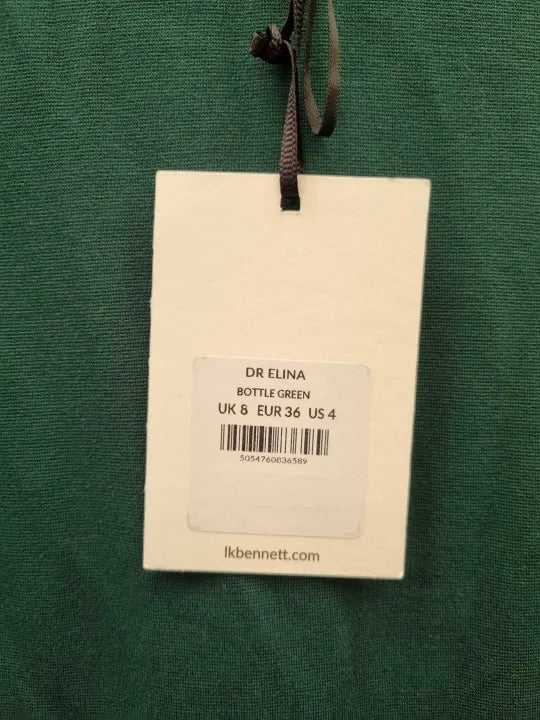 DR ELINA
BOTTLE GREEN
UK 8 EUR 36 US 4
5054760836589
lkbennett.com